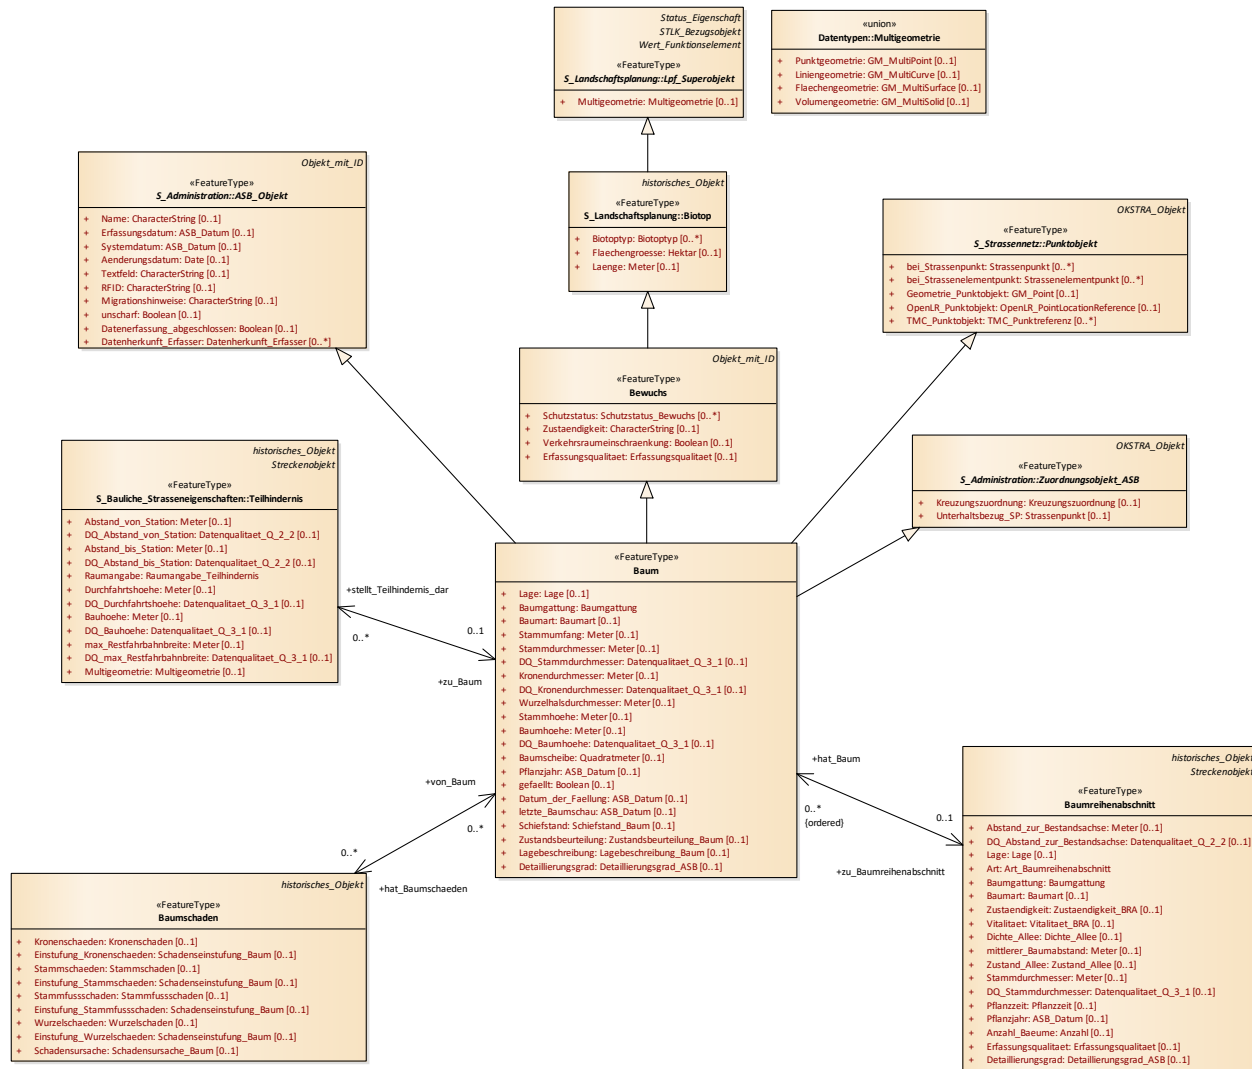 Status_Eigenschaft
STLK_Bezugsobjekt
Wert_Funktionselement
«FeatureType»
S_Landschaftsplanung::Lpf_Superobjekt
+ Multigeometrie: Multigeometrie [0..1]
«union»
Datentypen::Multigeometrie
+ Punktgeometrie: GM_MultiPoint [0..1]
+ Liniengeometrie: GM_MultiCurve [0..1]
+ Flaechengeometrie: GM_MultiSurface [0..1]
+ Volumengeometrie: GM_MultiSolid [0..1]
Objekt_mit_ID
«FeatureType»
S_Administration::ASB_Objekt
+ Name: CharacterString [0..1]
+ Erfassungsdatum: ASB_Datum [0..1]
+ Systemdatum: ASB_Datum [0..1]
+ Aenderungsdatum: Date [0..1]
+ Textfeld: CharacterString [0..1]
+ RFID: CharacterString [0..1]
+ Migrationshinweise: CharacterString [0..1]
+ unscharf: Boolean [0..1]
+ Datenerfassung_abgeschlossen: Boolean [0..1]
+ Datenherkunft_Erfasser: Datenherkunft_Erfasser [0..*]
historisches_Objekt
«FeatureType»
S_Landschaftsplanung::Biotop
+ Biotoptyp: Biotoptyp [0..*]
+ Flaechengroesse: Hektar [0..1]
+ Laenge: Meter [0..1]
OKSTRA_Objekt
«FeatureType»
S_Strassennetz::Punktobjekt
+ bei_Strassenpunkt: Strassenpunkt [0..*]
+ bei_Strassenelementpunkt: Strassenelementpunkt [0..*]
+ Geometrie_Punktobjekt: GM_Point [0..1]
+ OpenLR_Punktobjekt: OpenLR_PointLocationReference [0..1]
+ TMC_Punktobjekt: TMC_Punktreferenz [0..*]
Objekt_mit_ID
«FeatureType»
Bewuchs
+ Schutzstatus: Schutzstatus_Bewuchs [0..*]
+ Zustaendigkeit: CharacterString [0..1]
+ Verkehrsraumeinschraenkung: Boolean [0..1]
+ Erfassungsqualitaet: Erfassungsqualitaet [0..1]
historisches_Objekt
Streckenobjekt
«FeatureType»
S_Bauliche_Strasseneigenschaften::Teilhindernis
+ Abstand_von_Station: Meter [0..1]
+ DQ_Abstand_von_Station: Datenqualitaet_Q_2_2 [0..1]
+ Abstand_bis_Station: Meter [0..1]
+ DQ_Abstand_bis_Station: Datenqualitaet_Q_2_2 [0..1]
+ Raumangabe: Raumangabe_Teilhindernis
+ Durchfahrtshoehe: Meter [0..1]
+ DQ_Durchfahrtshoehe: Datenqualitaet_Q_3_1 [0..1]
+ Bauhoehe: Meter [0..1]
+ DQ_Bauhoehe: Datenqualitaet_Q_3_1 [0..1]
+ max_Restfahrbahnbreite: Meter [0..1]
+ DQ_max_Restfahrbahnbreite: Datenqualitaet_Q_3_1 [0..1]
+ Multigeometrie: Multigeometrie [0..1]
OKSTRA_Objekt
«FeatureType»
S_Administration::Zuordnungsobjekt_ASB
+ Kreuzungszuordnung: Kreuzungszuordnung [0..1]
+ Unterhaltsbezug_SP: Strassenpunkt [0..1]
«FeatureType»
Baum
+ Lage: Lage [0..1]
+ Baumgattung: Baumgattung
+ Baumart: Baumart [0..1]
+ Stammumfang: Meter [0..1]
+ Stammdurchmesser: Meter [0..1]
+ DQ_Stammdurchmesser: Datenqualitaet_Q_3_1 [0..1]
+ Kronendurchmesser: Meter [0..1]
+ DQ_Kronendurchmesser: Datenqualitaet_Q_3_1 [0..1]
+ Wurzelhalsdurchmesser: Meter [0..1]
+ Stammhoehe: Meter [0..1]
+ Baumhoehe: Meter [0..1]
+ DQ_Baumhoehe: Datenqualitaet_Q_3_1 [0..1]
+ Baumscheibe: Quadratmeter [0..1]
+ Pflanzjahr: ASB_Datum [0..1]
+ gefaellt: Boolean [0..1]
+ Datum_der_Faellung: ASB_Datum [0..1]
+ letzte_Baumschau: ASB_Datum [0..1]
+ Schiefstand: Schiefstand_Baum [0..1]
+ Zustandsbeurteilung: Zustandsbeurteilung_Baum [0..1]
+ Lagebeschreibung: Lagebeschreibung_Baum [0..1]
+ Detaillierungsgrad: Detaillierungsgrad_ASB [0..1]
+stellt_Teilhindernis_dar
0..*
0..1
+zu_Baum
+von_Baum
0..*
0..*
+hat_Baumschaeden
+hat_Baum
0..*
{ordered}
0..1
+zu_Baumreihenabschnitt
historisches_Objekt
Streckenobjekt
«FeatureType»
Baumreihenabschnitt
+ Abstand_zur_Bestandsachse: Meter [0..1]
+ DQ_Abstand_zur_Bestandsachse: Datenqualitaet_Q_2_2 [0..1]
+ Lage: Lage [0..1]
+ Art: Art_Baumreihenabschnitt
+ Baumgattung: Baumgattung
+ Baumart: Baumart [0..1]
+ Zustaendigkeit: Zustaendigkeit_BRA [0..1]
+ Vitalitaet: Vitalitaet_BRA [0..1]
+ Dichte_Allee: Dichte_Allee [0..1]
+ mittlerer_Baumabstand: Meter [0..1]
+ Zustand_Allee: Zustand_Allee [0..1]
+ Stammdurchmesser: Meter [0..1]
+ DQ_Stammdurchmesser: Datenqualitaet_Q_3_1 [0..1]
+ Pflanzzeit: Pflanzzeit [0..1]
+ Pflanzjahr: ASB_Datum [0..1]
+ Anzahl_Baeume: Anzahl [0..1]
+ Erfassungsqualitaet: Erfassungsqualitaet [0..1]
+ Detaillierungsgrad: Detaillierungsgrad_ASB [0..1]
historisches_Objekt
«FeatureType»
Baumschaden
+ Kronenschaeden: Kronenschaden [0..1]
+ Einstufung_Kronenschaeden: Schadenseinstufung_Baum [0..1]
+ Stammschaeden: Stammschaden [0..1]
+ Einstufung_Stammschaeden: Schadenseinstufung_Baum [0..1]
+ Stammfussschaden: Stammfussschaden [0..1]
+ Einstufung_Stammfussschaden: Schadenseinstufung_Baum [0..1]
+ Wurzelschaeden: Wurzelschaden [0..1]
+ Einstufung_Wurzelschaeden: Schadenseinstufung_Baum [0..1]
+ Schadensursache: Schadensursache_Baum [0..1]